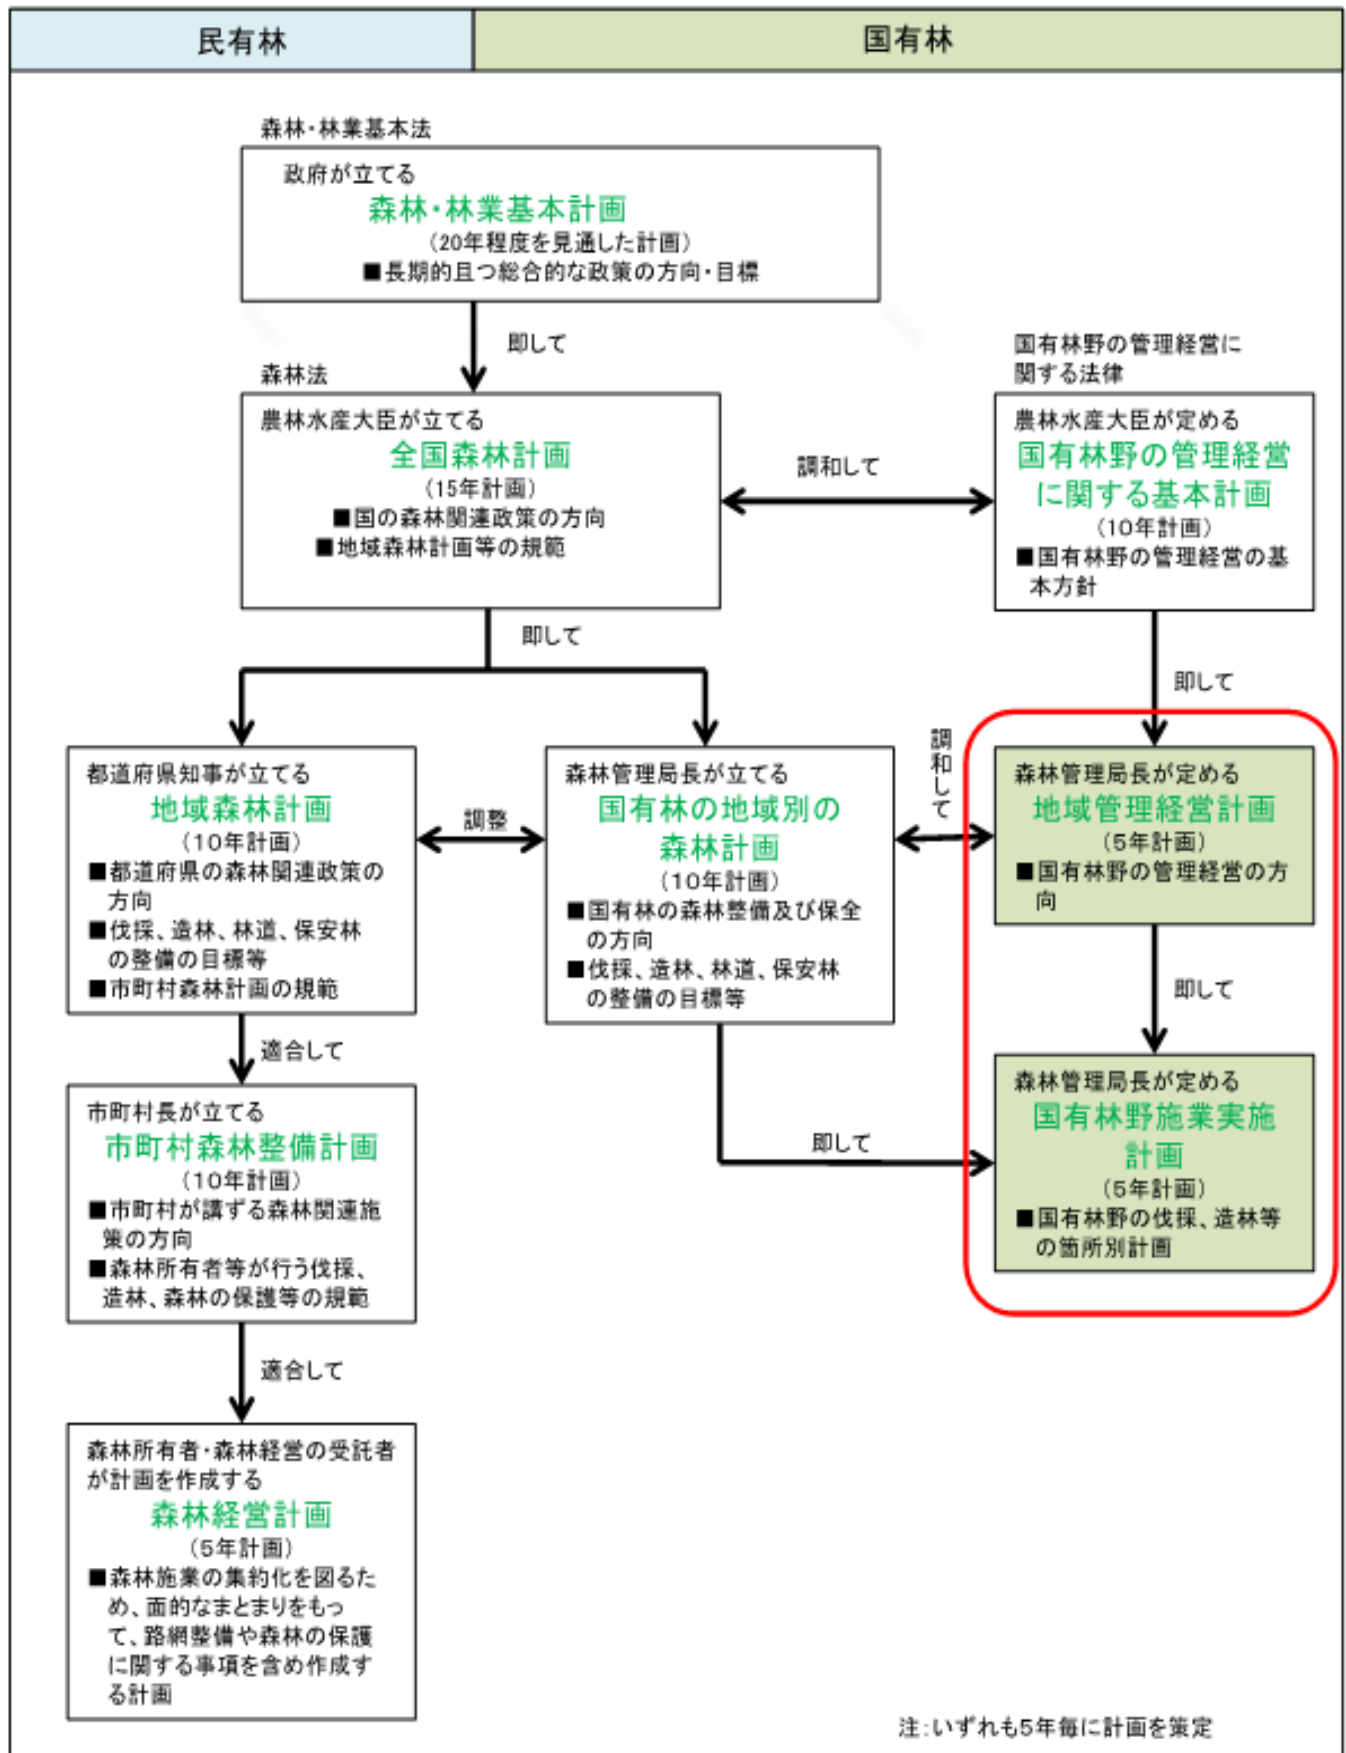 民有林
国有林
森林・林業基本法
政府が立てる
森林・林業基本計画
（20年程度を見通した計画）
■長期的且つ総合的な政策の方向・目標
即して
森林法
農林水産大臣が立てる
全国森林計画
（15年計画）
■国の森林関連政策の方向
■地域森林計画等の規範
調和して
国有林野の管理経営に
関する法律
農林水産大臣が定める
国有林野の管理経営
に関する基本計画
（10年計画）
■国有林野の管理経営の基
本方針
即して
即して
都道府県知事が立てる
地域森林計画
（10年計画）
■都道府県の森林関連政策の
方向
■伐採、造林、林道、保安林
の整備の目標等
■市町村森林計画の規範
調整
森林管理局長が立てる
国有林の地域別の
森林計画
（10年計画）
■国有林の森林整備及び保全
の方向
■伐採、造林、林道、保安林
の整備の目標等
調和して
森林管理局長が定める
地域管理経営計画
（5年計画）
■国有林野の管理経営の方
向
即して
適合して
市町村長が立てる
市町村森林整備計画
（10年計画）
■市町村が講ずる森林関連施
策の方向
■森林所有者等が行う伐採、
造林、森林の保護等の規範
即して
森林管理局長が定める
国有林野施業実施
計画
（5年計画）
■国有林野の伐採、造林等
の箇所別計画
適合して
森林所有者・森林経営の受託者
が計画を作成する
森林経営計画
（5年計画）
■森林施業の集約化を図るた
め、面的なまとまりをもっ
て、路網整備や森林の保護
に関する事項を含め作成す
る計画
注：いずれも5年毎に計画を策定